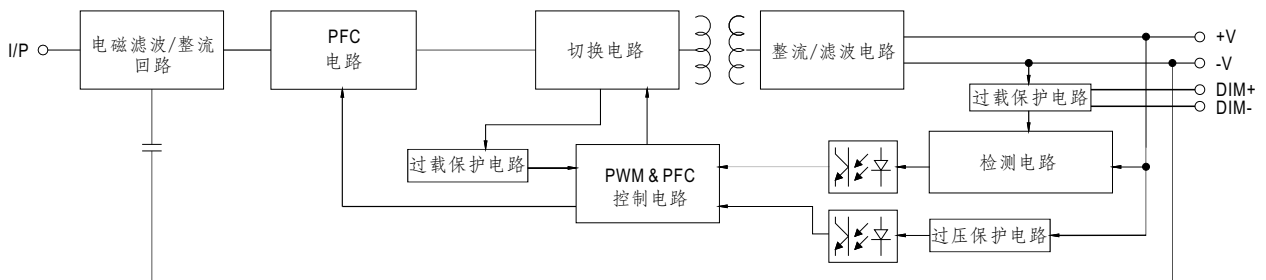 I/P
电磁滤波/整流
回路
PFC
电路
切换电路
整流/滤波电路
+V
-V
DIM+
DIM-
过载保护电路
过载保护电路
PWM & PFC
控制电路
检测电路
过压保护电路